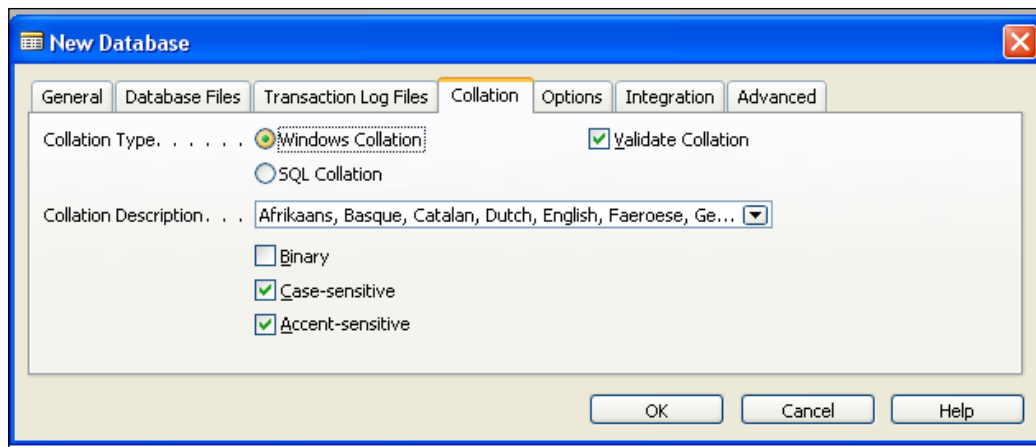 New Database
General Database Files Transaction Log Files Collation Options Integration Advanced
Collation Type. . . . . . Windows Collation Validate Collation
SQL Collation
Collation Description. . . Afrikaans, Basque, Catalan, Dutch, English, Faeroese, Ge...
Binary
Case-sensitive
Accent-sensitive
OK Cancel Help